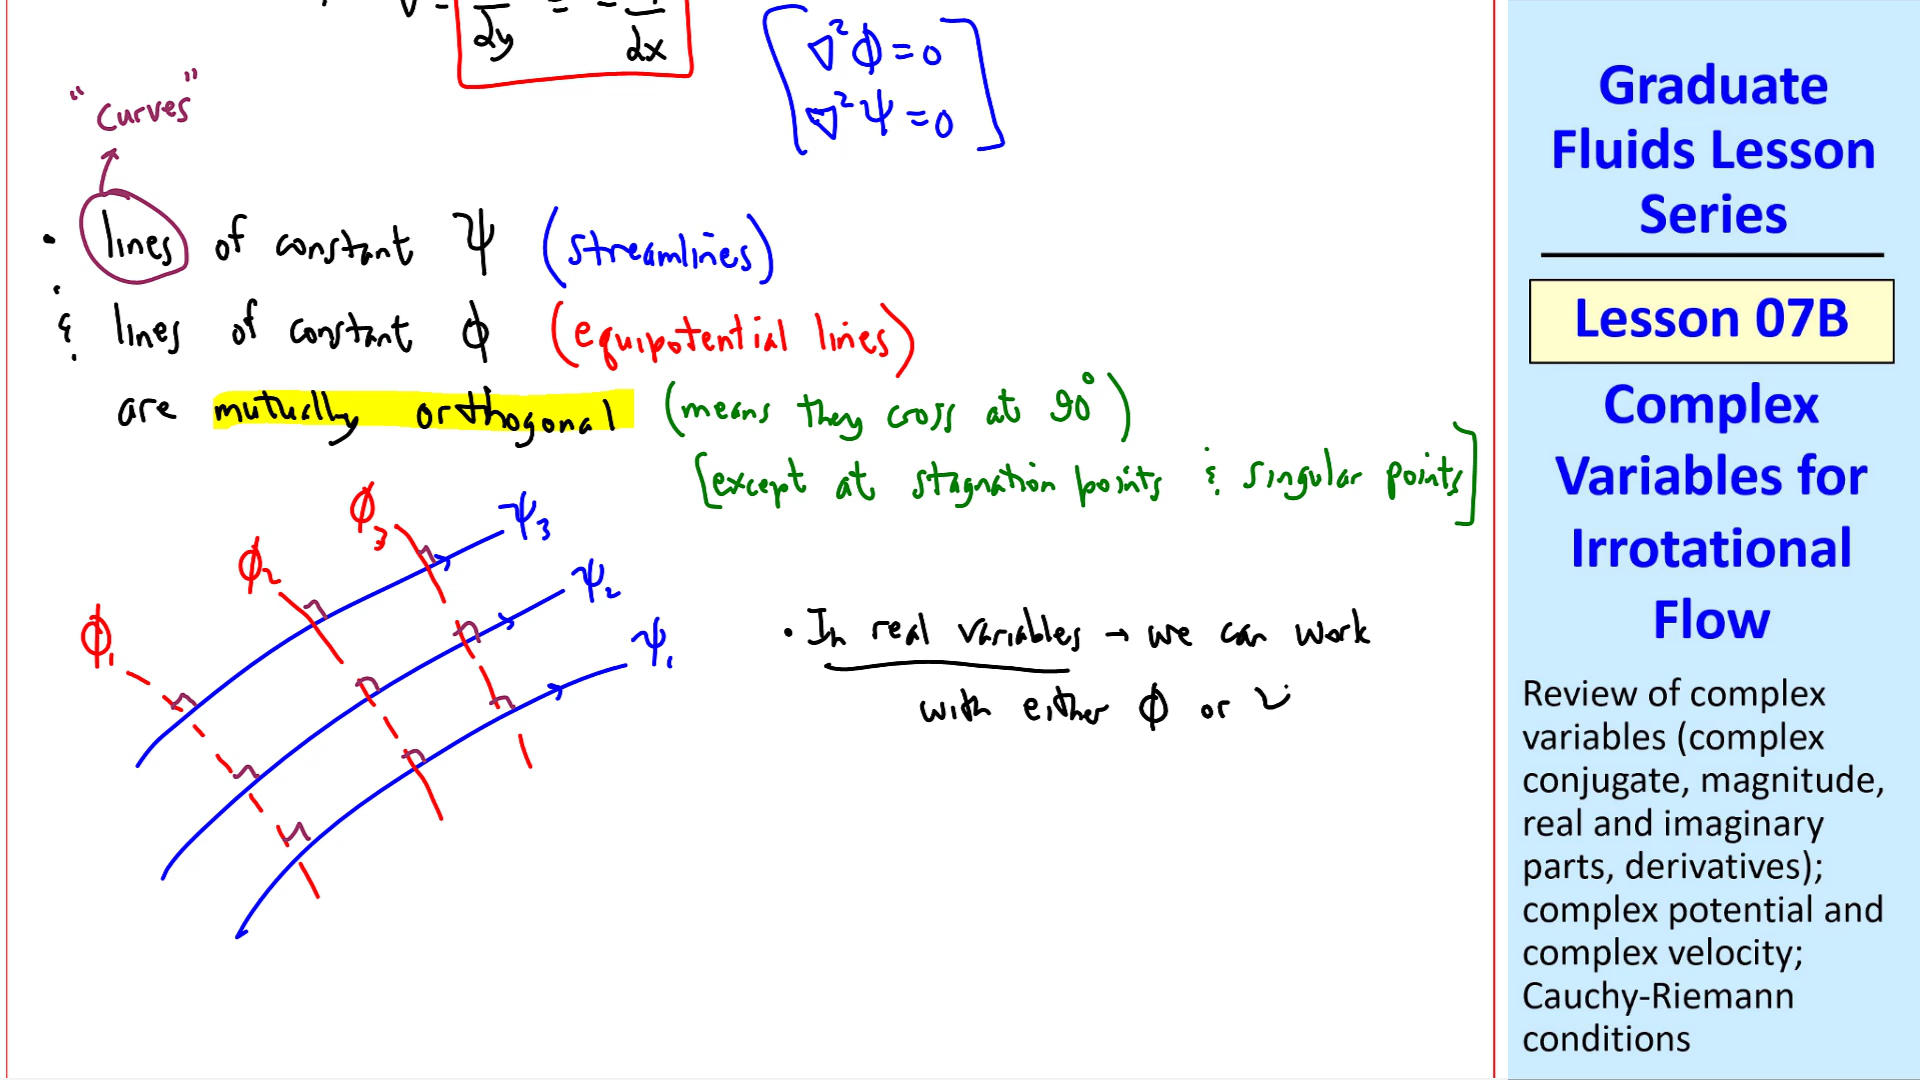 v = ∂y = - ∂x
∇²ϕ = 0
∇²Ψ = 0
"curves"
• lines of constant Ψ (streamlines)
& lines of constant ϕ (equipotential lines)
are mutually orthogonal (means they cross at 90°)
[except at stagnation points & singular points]
ϕ₃ Ψ₃
ϕ₂ Ψ₂
ϕ₁ Ψ₁
• In real variables → we can work
with either ϕ or
Graduate
Fluids Lesson
Series
Lesson 07B
Complex
Variables for
Irrotational
Flow
Review of complex
variables (complex
conjugate, magnitude,
real and imaginary
parts, derivatives);
complex potential and
complex velocity;
Cauchy-Riemann
conditions